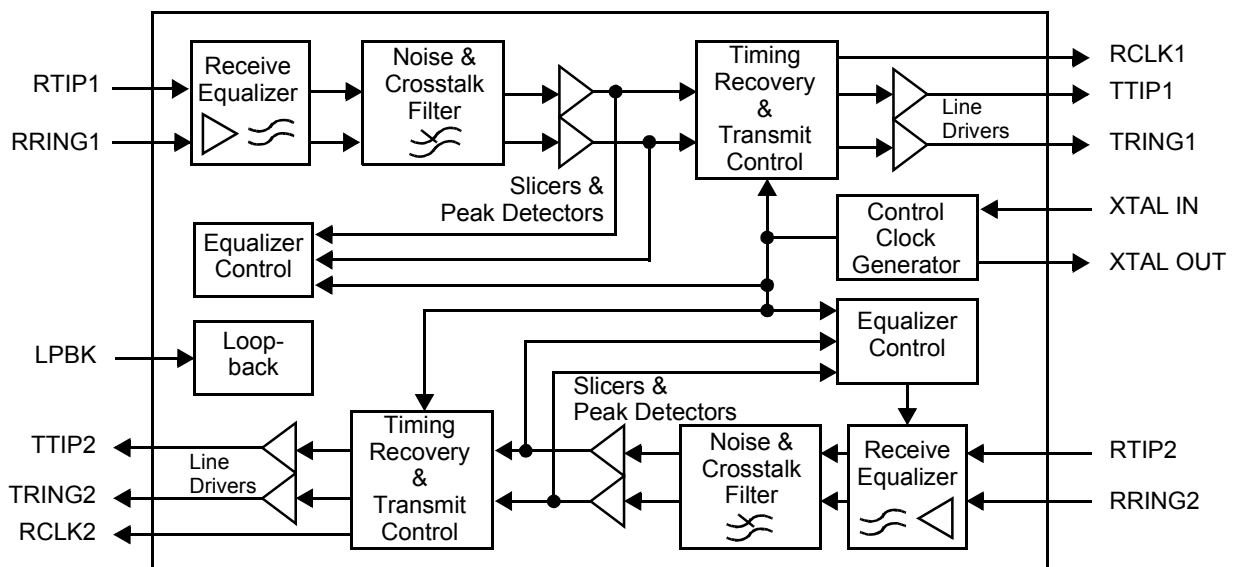 RTIP1
RRING1
Receive
Equalizer
Noise &
Crosstalk
Filter
Slicers &
Peak Detectors
Timing
Recovery
&
Transmit
Control
Line
Drivers
RCLK1
TTIP1
TRING1
Equalizer
Control
Control
Clock
Generator
XTAL IN
XTAL OUT
LPBK
Loop-
back
Equalizer
Control
Slicers &
Peak Detectors
TTIP2
TRING2
RCLK2
Line
Drivers
Timing
Recovery
&
Transmit
Control
Noise &
Crosstalk
Filter
Receive
Equalizer
RTIP2
RRING2